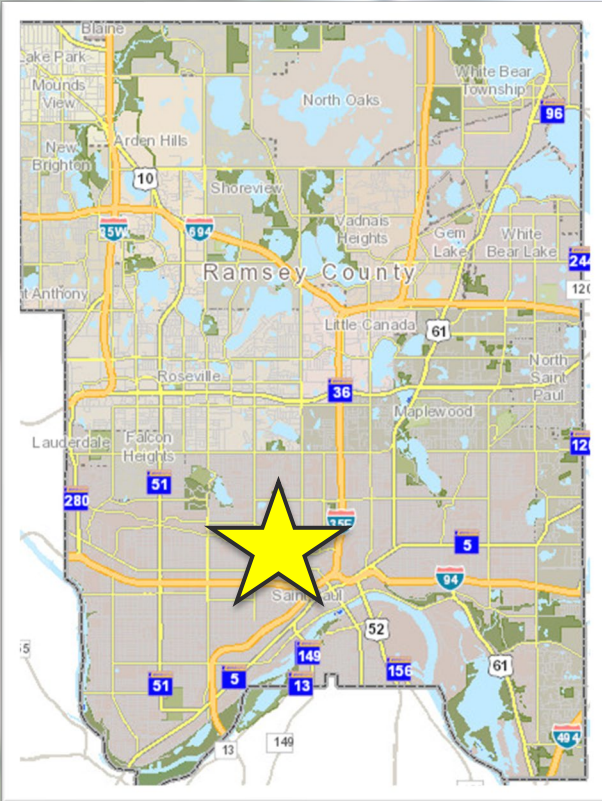 Blaine
Lake Park
Mounds
View
White Bear
Township
North Oaks
96
Arden Hills
New
Brighton
10
Shoreview
Vadnais
Heights
35W
694
Gem
Lake
White
Bear Lake
244
120
Ramsey County
nt Anthony
Little Canada
61
North
Saint
Paul
Roseville
36
Maplewood
Lauderdale
Falcon
Heights
120
51
280
35E
5
94
Saint Paul
52
149
156
61
51
5
13
13
149
494